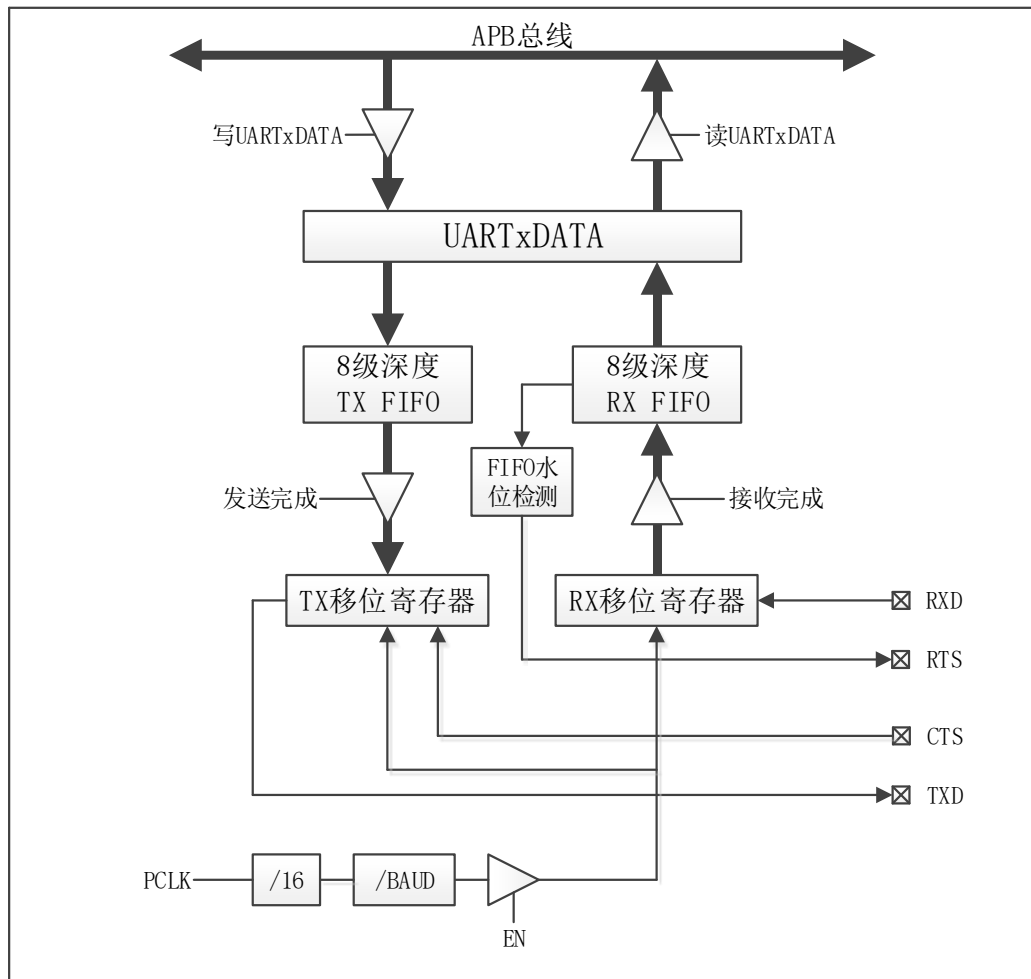 APB总线
写UARTxDATA
读UARTxDATA
UARTxDATA
8级深度
TX FIFO
8级深度
RX FIFO
FIFO水
位检测
发送完成
接收完成
TX移位寄存器
RX移位寄存器
RXD
RTS
CTS
TXD
PCLK
/16
/BAUD
EN